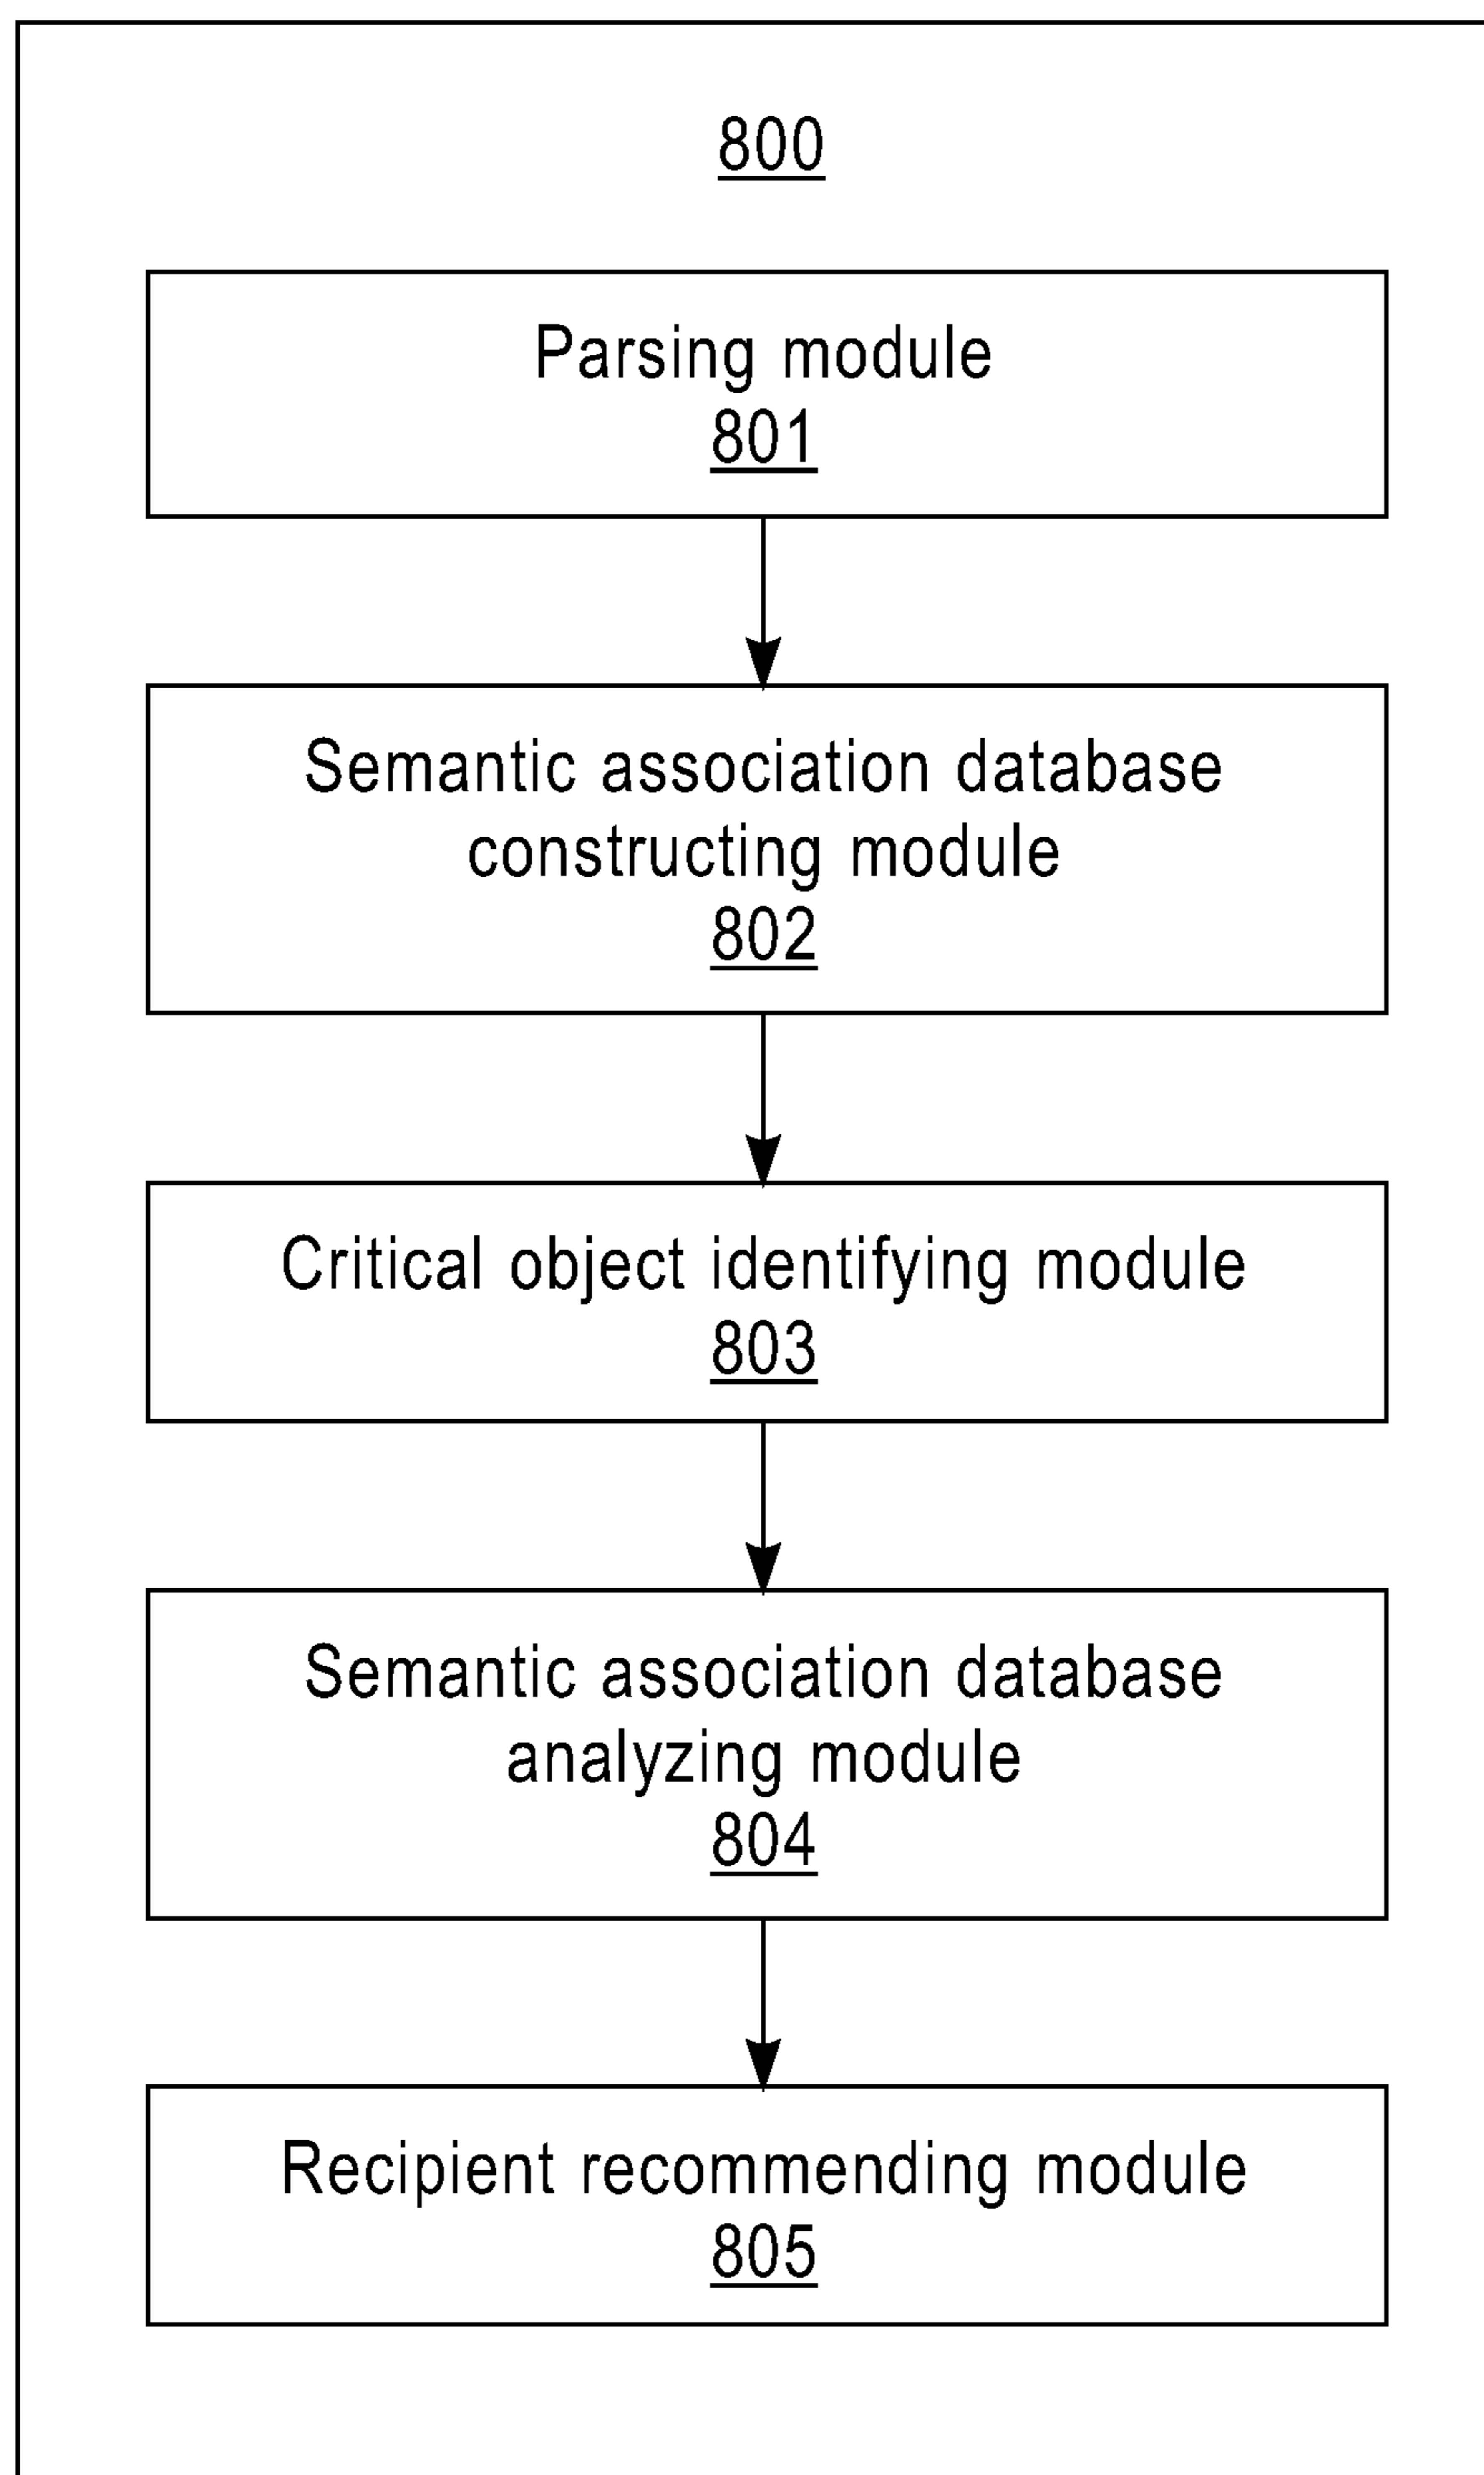 800
Parsing module
801
Semantic association database
constructing module
802
Critical object identifying module
803
Semantic association database
analyzing module
804
Recipient recommending module
805